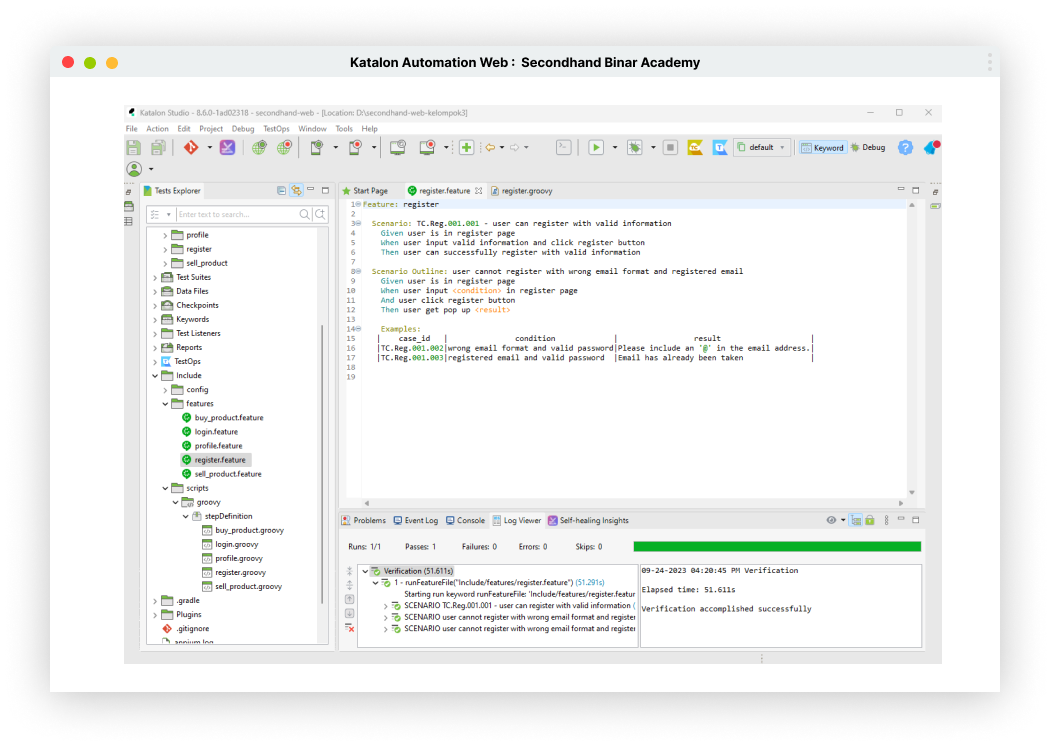 Katalon Automation Web : Secondhand Binar Academy
Katalon Studio - 8.6.0-1ad02318 - secondhand-web - [Location: D:\secondhand-web-kelompok3]
File Action Edit Project Debug TestOps Window Tools Help
default Keyword Debug
Tests Explorer
Enter text to search...
profile
register
sell_product
Test Suites
Data Files
Checkpoints
Keywords
Test Listeners
Reports
TestOps
Include
config
features
buy_product.feature
login.feature
profile.feature
register.feature
sell_product.feature
scripts
groovy
stepDefinition
buy_product.groovy
login.groovy
profile.groovy
register.groovy
sell_product.groovy
.gradle
Plugins
.gitignore
appium.log
Start Page register.feature register.groovy
1 Feature: register
2
3 Scenario: TC.Reg.001.001 - user can register with valid information
4 Given user is in register page
5 When user input valid information and click register button
6 Then user can successfully register with valid information
7
8 Scenario Outline: user cannot register with wrong email format and registered email
9 Given user is in register page
10 When user input <condition> in register page
11 And user click register button
12 Then user get pop up <result>
13
14 Examples:
15 | case_id | condition | result |
16 |TC.Reg.001.002|wrong email format and valid password|Please include an '@' in the email address.|
17 |TC.Reg.001.003|registered email and valid password |Email has already been taken |
18
19
Problems Event Log Console Log Viewer Self-healing Insights
Runs: 1/1 Passes: 1 Failures: 0 Errors: 0 Skips: 0
Verification (51.611s)
1 - runFeatureFile("Include/features/register.feature") (51.291s)
Starting run keyword runFeatureFile: 'Include/features/register.featur
SCENARIO TC.Reg.001.001 - user can register with valid information (
SCENARIO user cannot register with wrong email format and register
SCENARIO user cannot register with wrong email format and register
09-24-2023 04:20:45 PM Verification
Elapsed time: 51.611s
Verification accomplished successfully